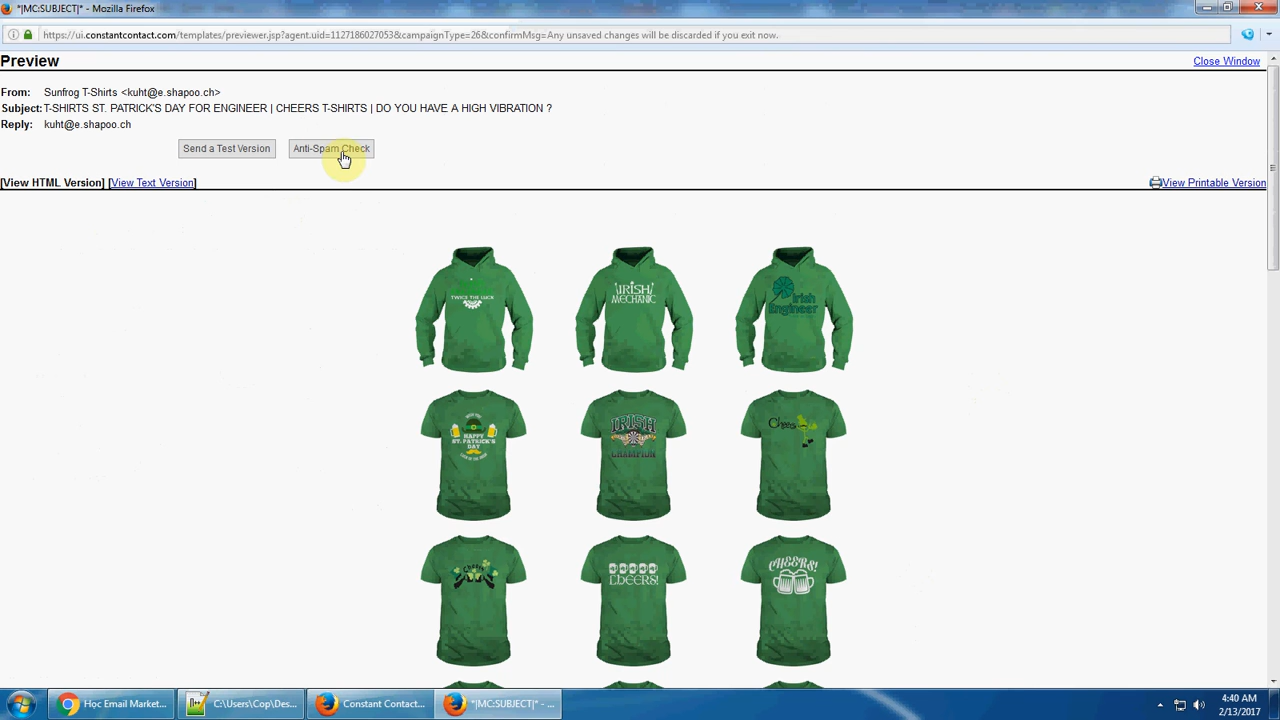 *|MC:SUBJECT|* - Mozilla Firefox
https://ui.constantcontact.com/templates/previewer.jsp?agent.uid=1127186027053&campaignType=26&confirmMsg=Any unsaved changes will be discarded if you exit now.
Preview
Close Window
From: Sunfrog T-Shirts <kuht@e.shapoo.ch>
Subject: T-SHIRTS ST. PATRICK'S DAY FOR ENGINEER | CHEERS T-SHIRTS | DO YOU HAVE A HIGH VIBRATION ?
Reply: kuht@e.shapoo.ch
Send a Test Version
Anti-Spam Check
[View HTML Version] [View Text Version]
View Printable Version
TWICE THE LUCK
IRISH
MECHANIC
Irish
Engineer
HAPPY
ST. PATRICK'S
DAY
IRISH
CHAMPION
Cheers
Cheers
CHEERS!
CHEERS!
Hoc Email Market...
C:\Users\Cop\Des...
Constant Contact...
*|MC:SUBJECT|* - ...
4:40 AM
2/13/2017